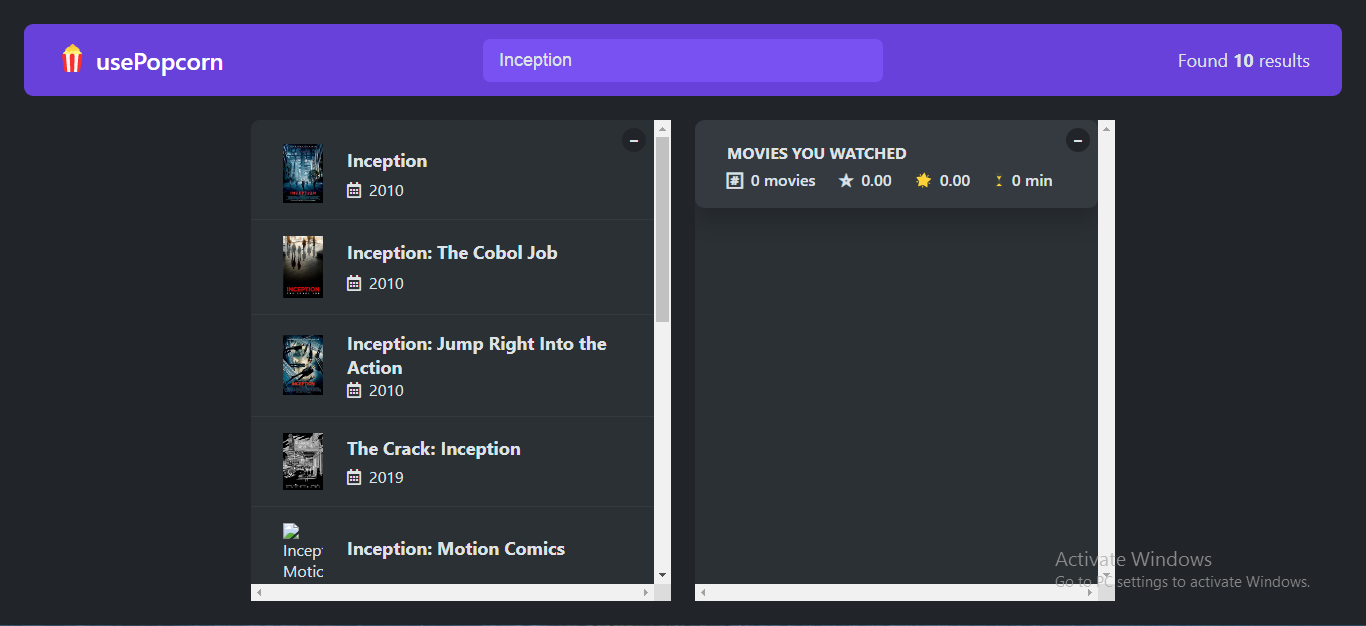 usePopcorn
Inception
Found 10 results
Inception
2010
Inception: The Cobol Job
2010
Inception: Jump Right Into the
Action
2010
The Crack: Inception
2019
Incep
Motic
Inception: Motion Comics
MOVIES YOU WATCHED
0 movies 0.00 0.00 0 min
Activate Windows
Go to PC settings to activate Windows.